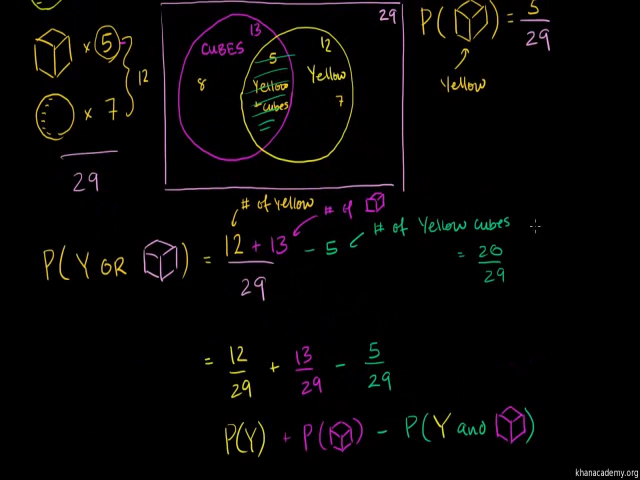 × 5
12
× 7
29
29
13
CUBES
12
5
8
Yellow
Yellow
cubes
7
P( ) = 5/29
Yellow
# of Yellow
# of
P(Y OR ) = 12 + 13 - 5 / 29
# of Yellow cubes
= 20/29
= 12/29 + 13/29 - 5/29
P(Y) + P( ) - P(Y and )
khanacademy.org